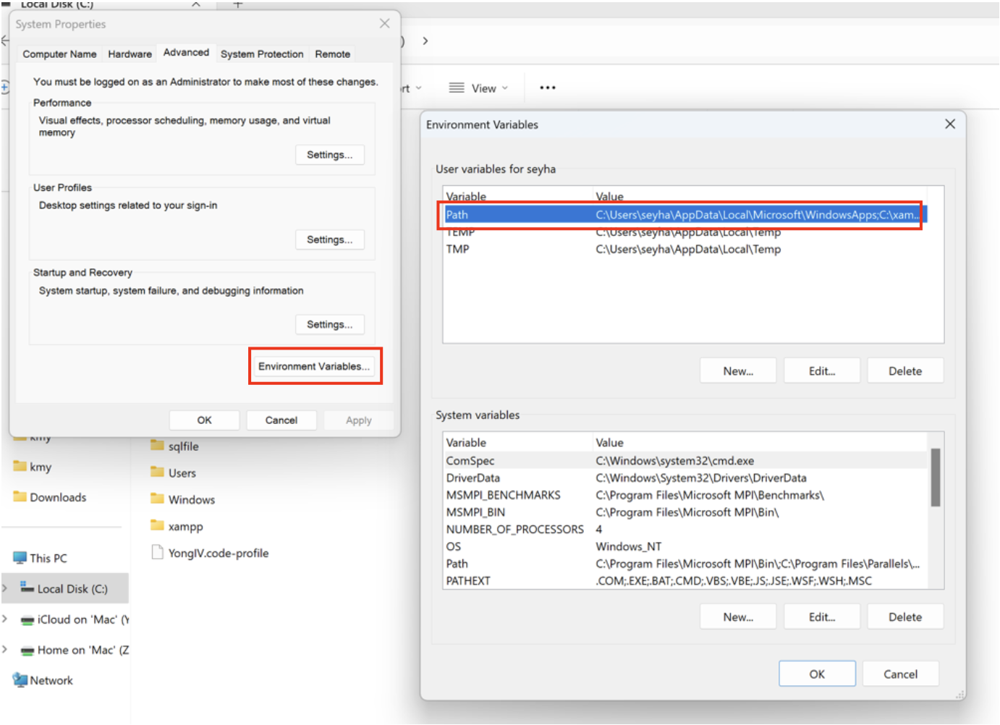 Local Disk (C:)
System Properties
Computer Name
Hardware
Advanced
System Protection
Remote
You must be logged on as an Administrator to make most of these changes.
Performance
Visual effects, processor scheduling, memory usage, and virtual
memory
Settings...
User Profiles
Desktop settings related to your sign-in
Settings...
Startup and Recovery
System startup, system failure, and debugging information
Settings...
Environment Variables...
OK
Cancel
Apply
rt
View
Environment Variables
User variables for seyha
Variable Value
Path C:\Users\seyha\AppData\Local\Microsoft\WindowsApps;C:\xam...
TEMP C:\Users\seyha\AppData\Local\Temp
TMP C:\Users\seyha\AppData\Local\Temp
New...
Edit...
Delete
System variables
Variable Value
ComSpec C:\Windows\system32\cmd.exe
DriverData C:\Windows\System32\Drivers\DriverData
MSMPI_BENCHMARKS C:\Program Files\Microsoft MPI\Benchmarks\
MSMPI_BIN C:\Program Files\Microsoft MPI\Bin\
NUMBER_OF_PROCESSORS 4
OS Windows_NT
Path C:\Program Files\Microsoft MPI\Bin\;C:\Program Files\Parallels\...
PATHEXT .COM;.EXE;.BAT;.CMD;.VBS;.VBE;.JS;.JSE;.WSF;.WSH;.MSC
New...
Edit...
Delete
OK
Cancel
kmy
kmy
Downloads
This PC
Local Disk (C:)
iCloud on 'Mac' (Y
Home on 'Mac' (Z
Network
sqlfile
Users
Windows
xampp
YongIV.code-profile